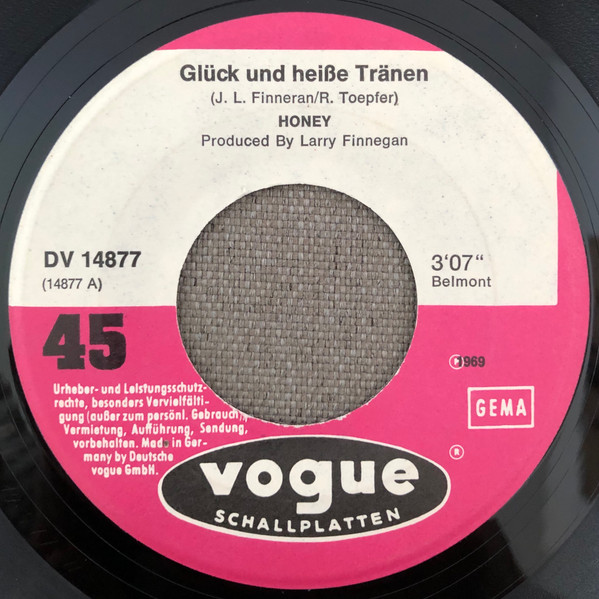 Glück und heiße Tränen
(J. L. Finneran/R. Toepfer)
HONEY
Produced By Larry Finnegan
DV 14877
(14877 A)
3‘07“
Belmont
45
℗1969
Urheber- und Leistungsschutz-
rechte, besonders Vervielfälti-
gung (außer zum persönl. Gebrauch),
Vermietung, Aufführung, Sendung,
vorbehalten. Made in Ger-
many by Deutsche
vogue GmbH.
GEMA
®
vogue
SCHALLPLATTEN